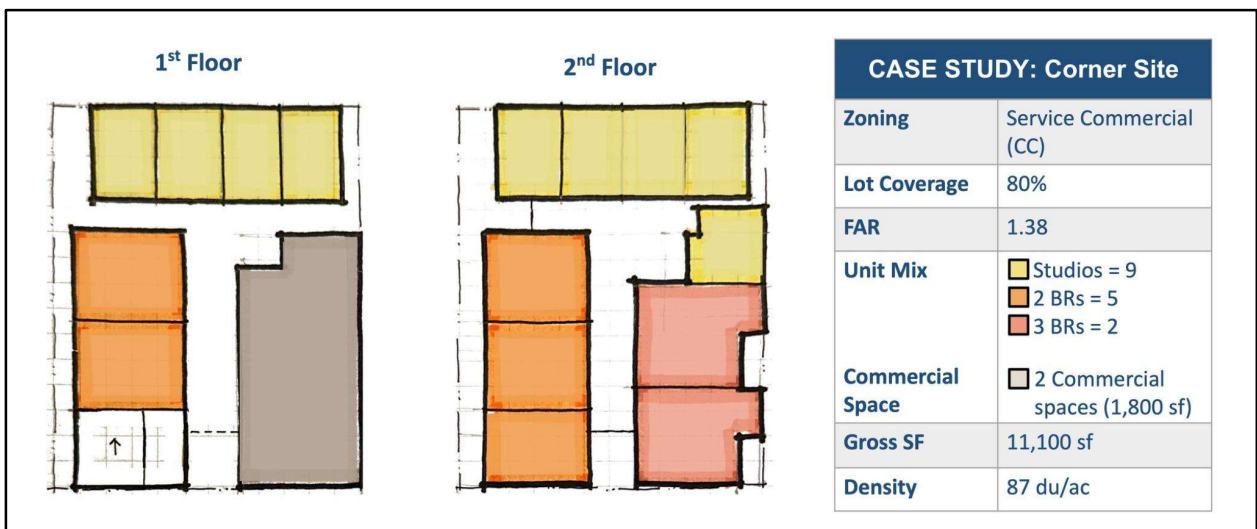 1st Floor
2nd Floor
CASE STUDY: Corner Site
Zoning
Service Commercial
(CC)
Lot Coverage
80%
FAR
1.38
Unit Mix
Studios = 9
2 BRs = 5
3 BRs = 2
Commercial
Space
2 Commercial
spaces (1,800 sf)
Gross SF
11,100 sf
Density
87 du/ac